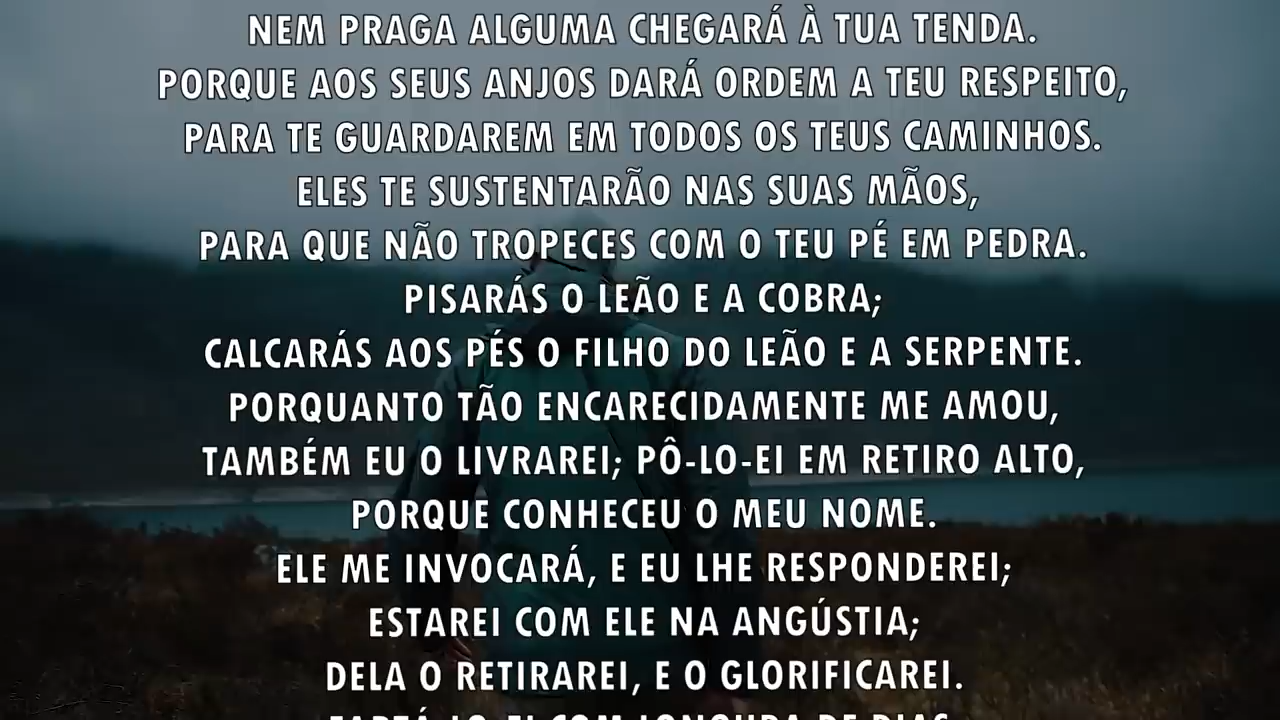 NEM PRAGA ALGUMA CHEGARÁ À TUA TENDA.
PORQUE AOS SEUS ANJOS DARÁ ORDEM A TEU RESPEITO,
PARA TE GUARDAREM EM TODOS OS TEUS CAMINHOS.
ELES TE SUSTENTARÃO NAS SUAS MÃOS,
PARA QUE NÃO TROPECES COM O TEU PÉ EM PEDRA.
PISARÁS O LEÃO E A COBRA;
CALCARÁS AOS PÉS O FILHO DO LEÃO E A SERPENTE.
PORQUANTO TÃO ENCARECIDAMENTE ME AMOU,
TAMBÉM EU O LIVRAREI; PÔ-LO-EI EM RETIRO ALTO,
PORQUE CONHECEU O MEU NOME.
ELE ME INVOCARÁ, E EU LHE RESPONDEREI;
ESTAREI COM ELE NA ANGÚSTIA;
DELA O RETIRAREI, E O GLORIFICAREI.